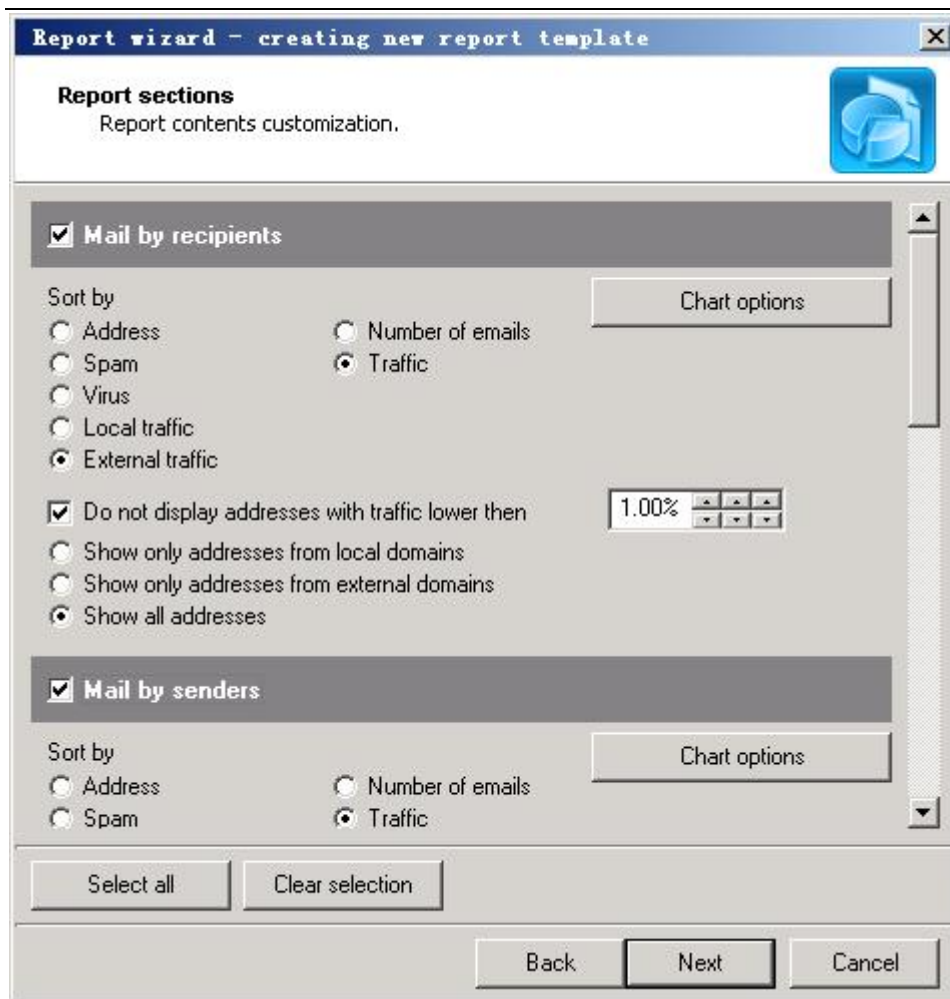 Report wizard - creating new report template
Report sections
Report contents customization.
Mail by recipients
Sort by
Chart options
Address
Number of emails
Spam
Traffic
Virus
Local traffic
External traffic
Do not display addresses with traffic lower then
1.00%
Show only addresses from local domains
Show only addresses from external domains
Show all addresses
Mail by senders
Sort by
Chart options
Address
Number of emails
Spam
Traffic
Select all
Clear selection
Back
Next
Cancel